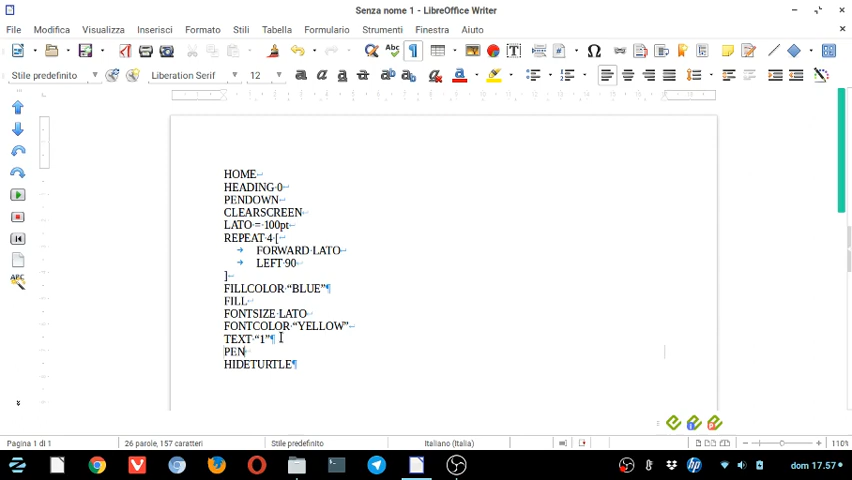 Senza nome 1 - LibreOffice Writer
File Modifica Visualizza Inserisci Formato Stili Tabella Formulario Strumenti Finestra Aiuto
Stile predefinito Liberation Serif 12
HOME
HEADING 0
PENDOWN
CLEARSCREEN
LATO = 100pt
REPEAT 4 [
FORWARD LATO
LEFT 90
]
FILLCOLOR “BLUE”
FILL
FONTSIZE LATO
FONTCOLOR “YELLOW”
TEXT “1”
PEN
HIDETURTLE
Pagina 1 di 1 26 parole, 157 caratteri Stile predefinito Italiano (Italia) 110%
dom 17.57